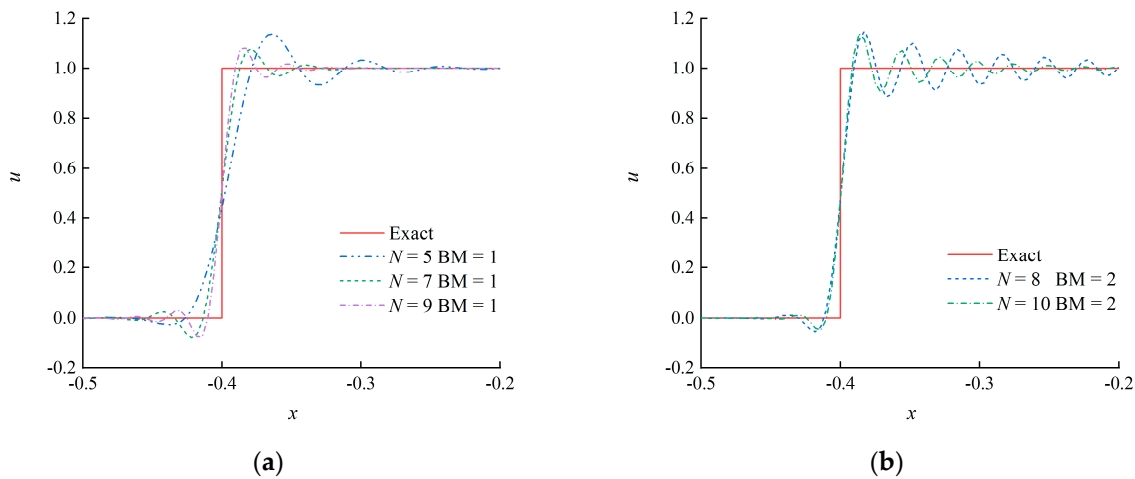 1.2
1.0
0.8
0.6
0.4
0.2
0.0
-0.2
u
Exact
N = 5 BM = 1
N = 7 BM = 1
N = 9 BM = 1
-0.5 -0.4 -0.3 -0.2
x
(a)
1.2
1.0
0.8
0.6
0.4
0.2
0.0
-0.2
u
Exact
N = 8 BM = 2
N = 10 BM = 2
-0.5 -0.4 -0.3 -0.2
x
(b)